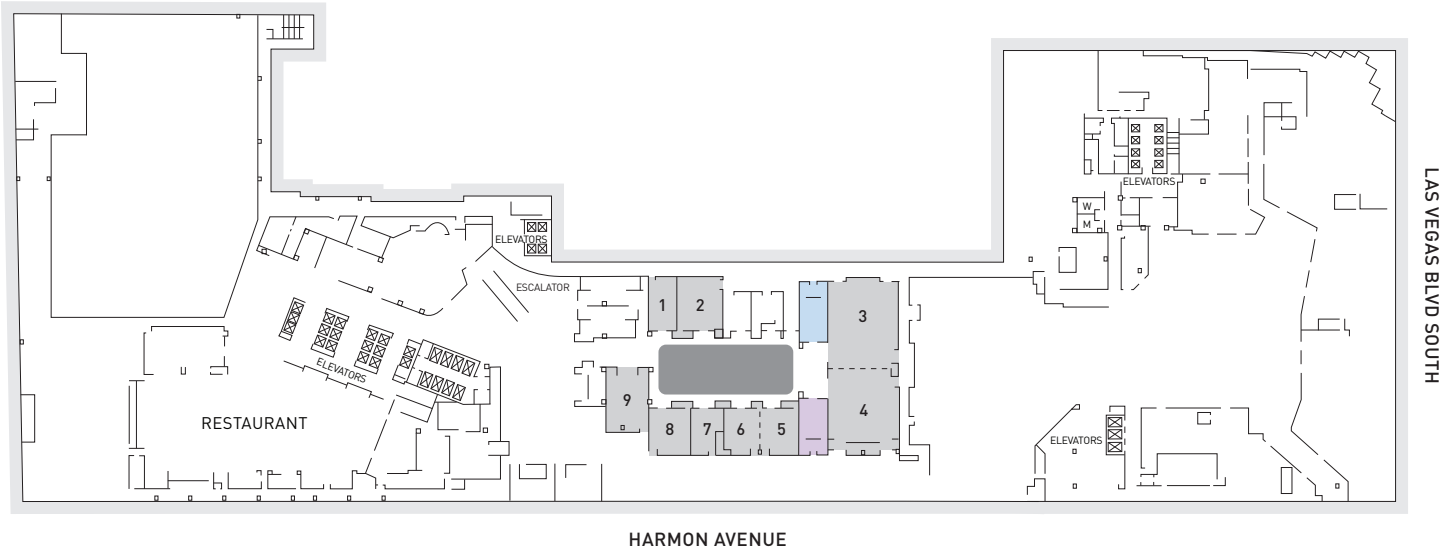 ELEVATORS
W
M
ELEVATORS
ESCALATOR
1
2
3
ELEVATORS
9
4
RESTAURANT
8
7
6
5
ELEVATORS
LAS VEGAS BLVD SOUTH
HARMON AVENUE